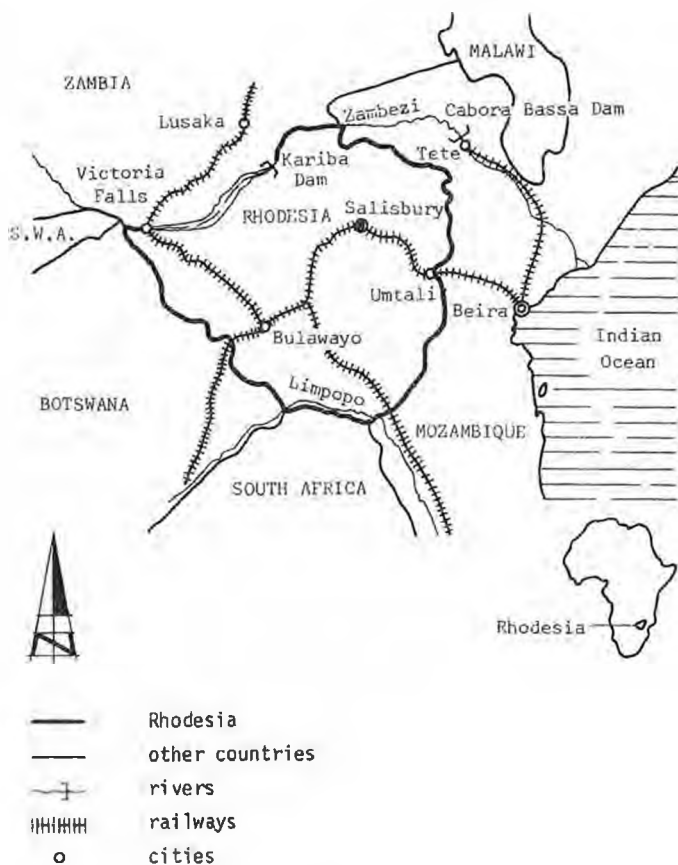 MALAWI
ZAMBIA
Zambezi
Cabora Bassa Dam
Lusaka
Tete
Victoria
Falls
Kariba
Dam
RHODESIA
Salisbury
S.W.A.
Umtali
Beira
Bulawayo
Indian
Ocean
Limpopo
BOTSWANA
MOZAMBIQUE
SOUTH AFRICA
N
Rhodesia
Rhodesia
other countries
rivers
railways
cities